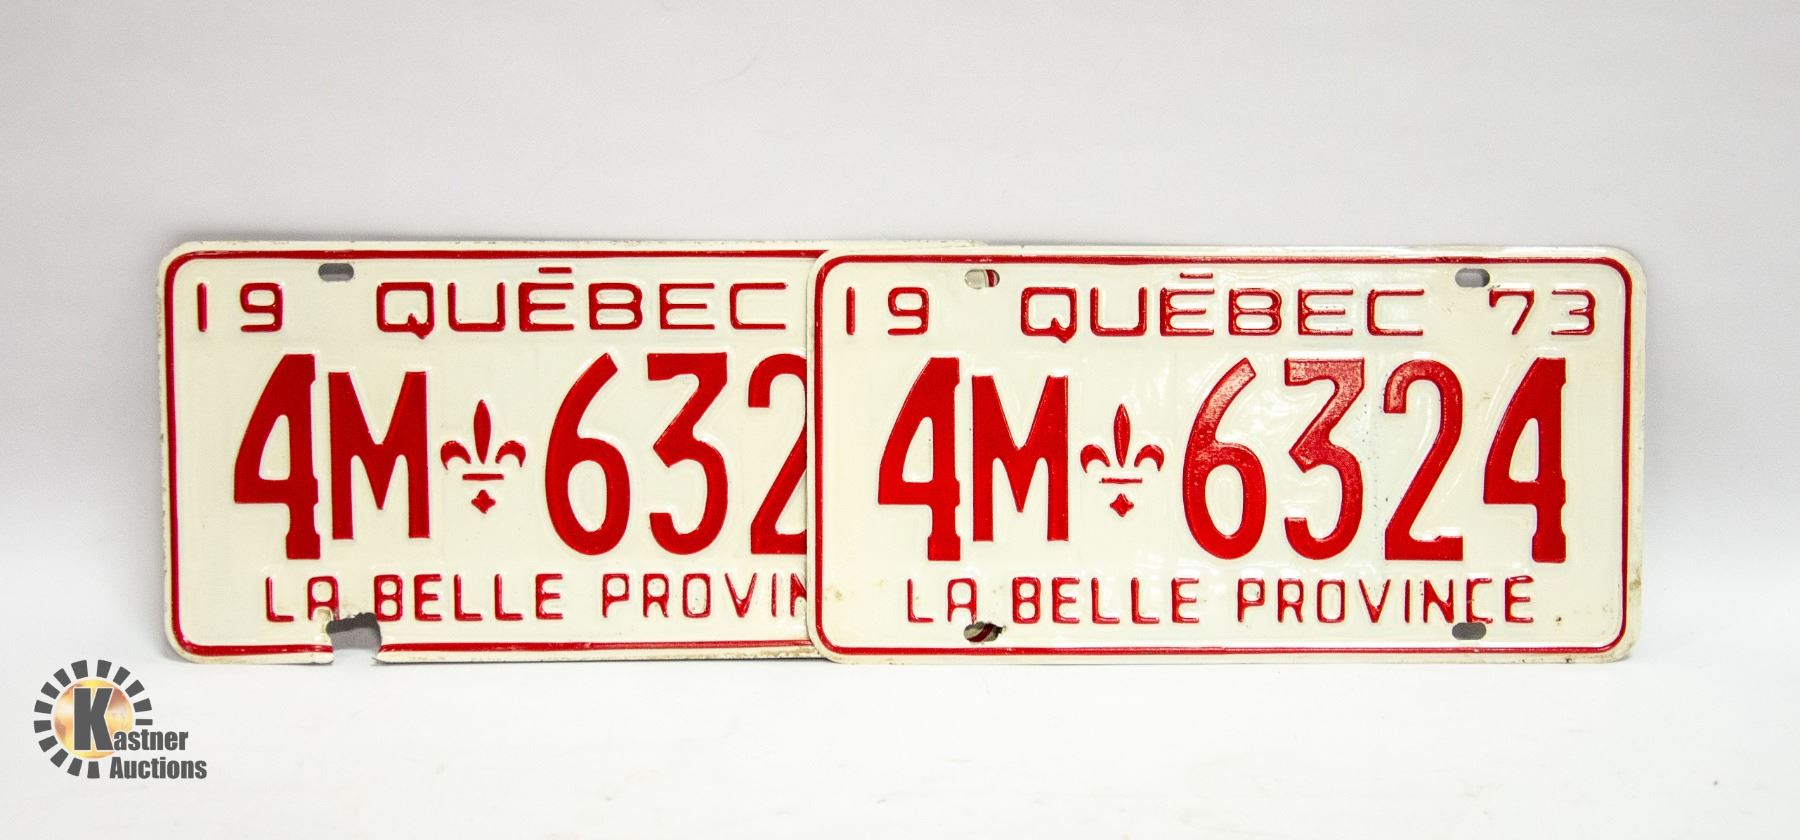 19 QUÉBEC
4M⚜632
LA BELLE PROVIN
19 QUÉBEC 73
4M⚜6324
LA BELLE PROVINCE
Kastner
Auctions